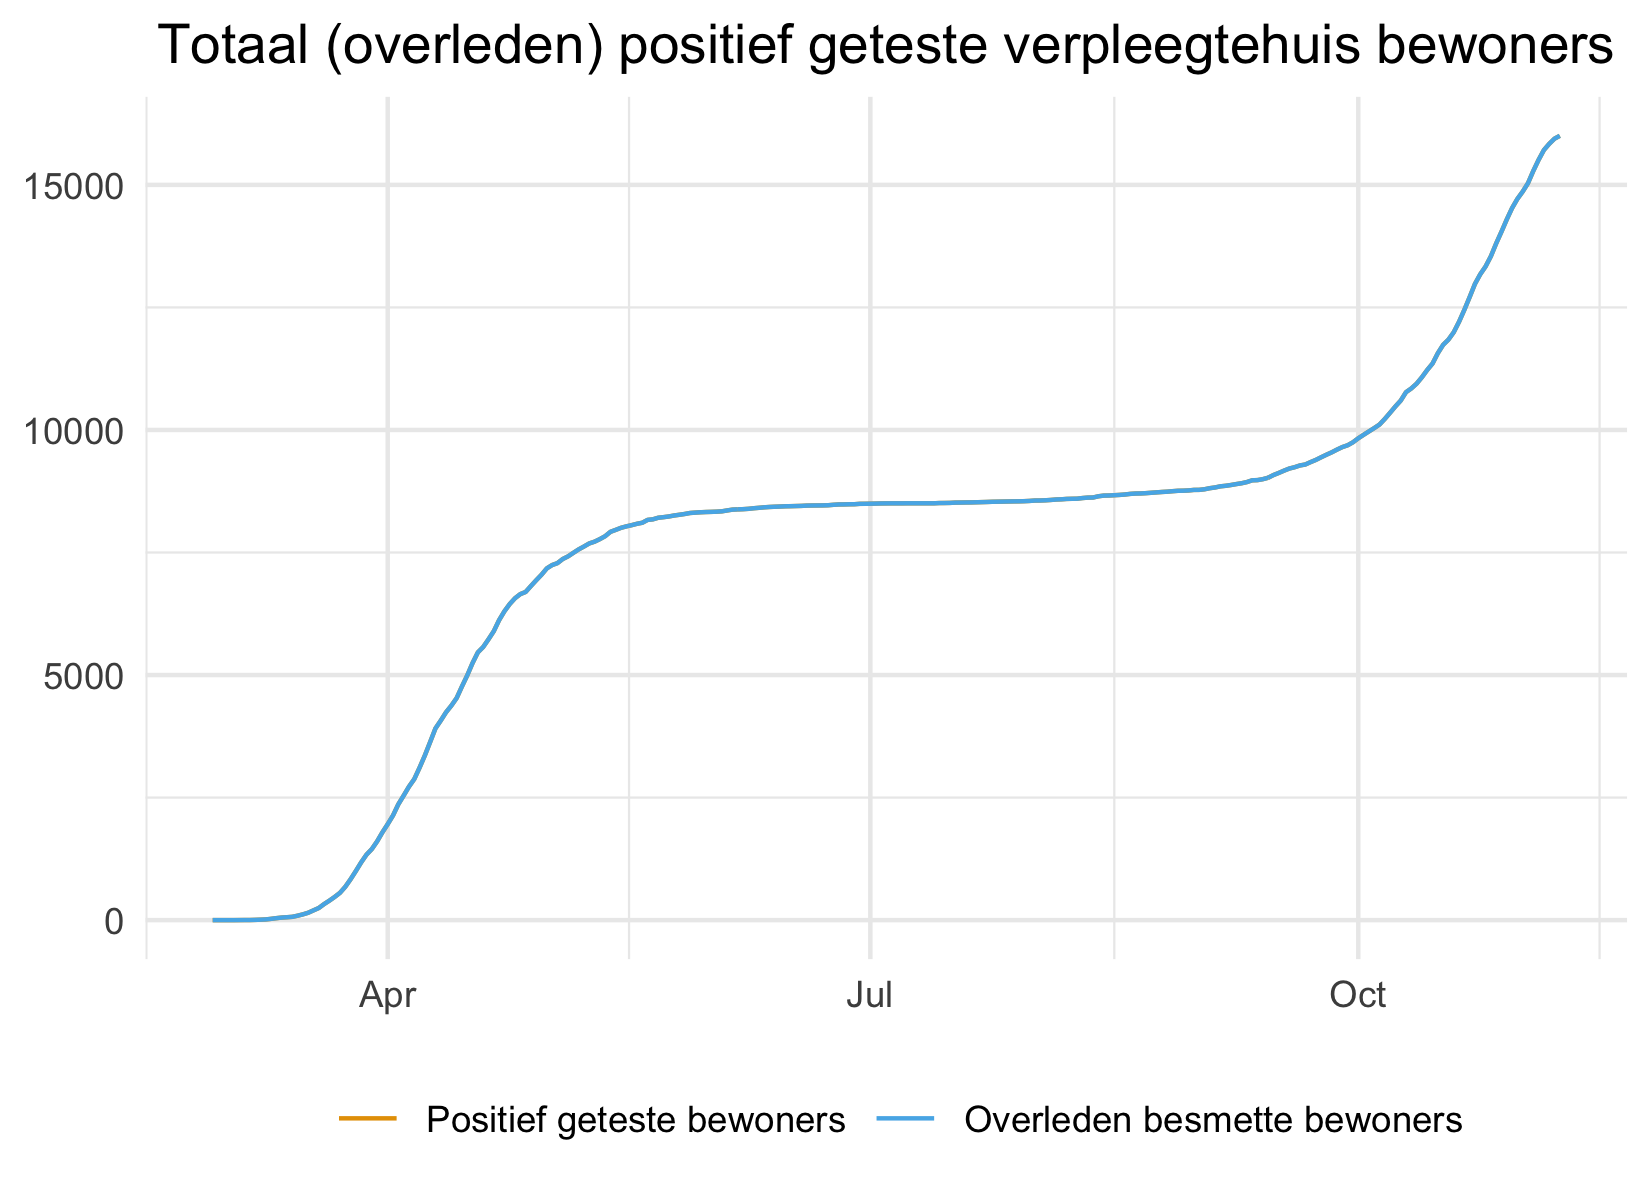 Totaal (overleden) positief geteste verpleegtehuis bewoners
15000
10000
5000
0
Apr Jul Oct
Positief geteste bewoners Overleden besmette bewoners